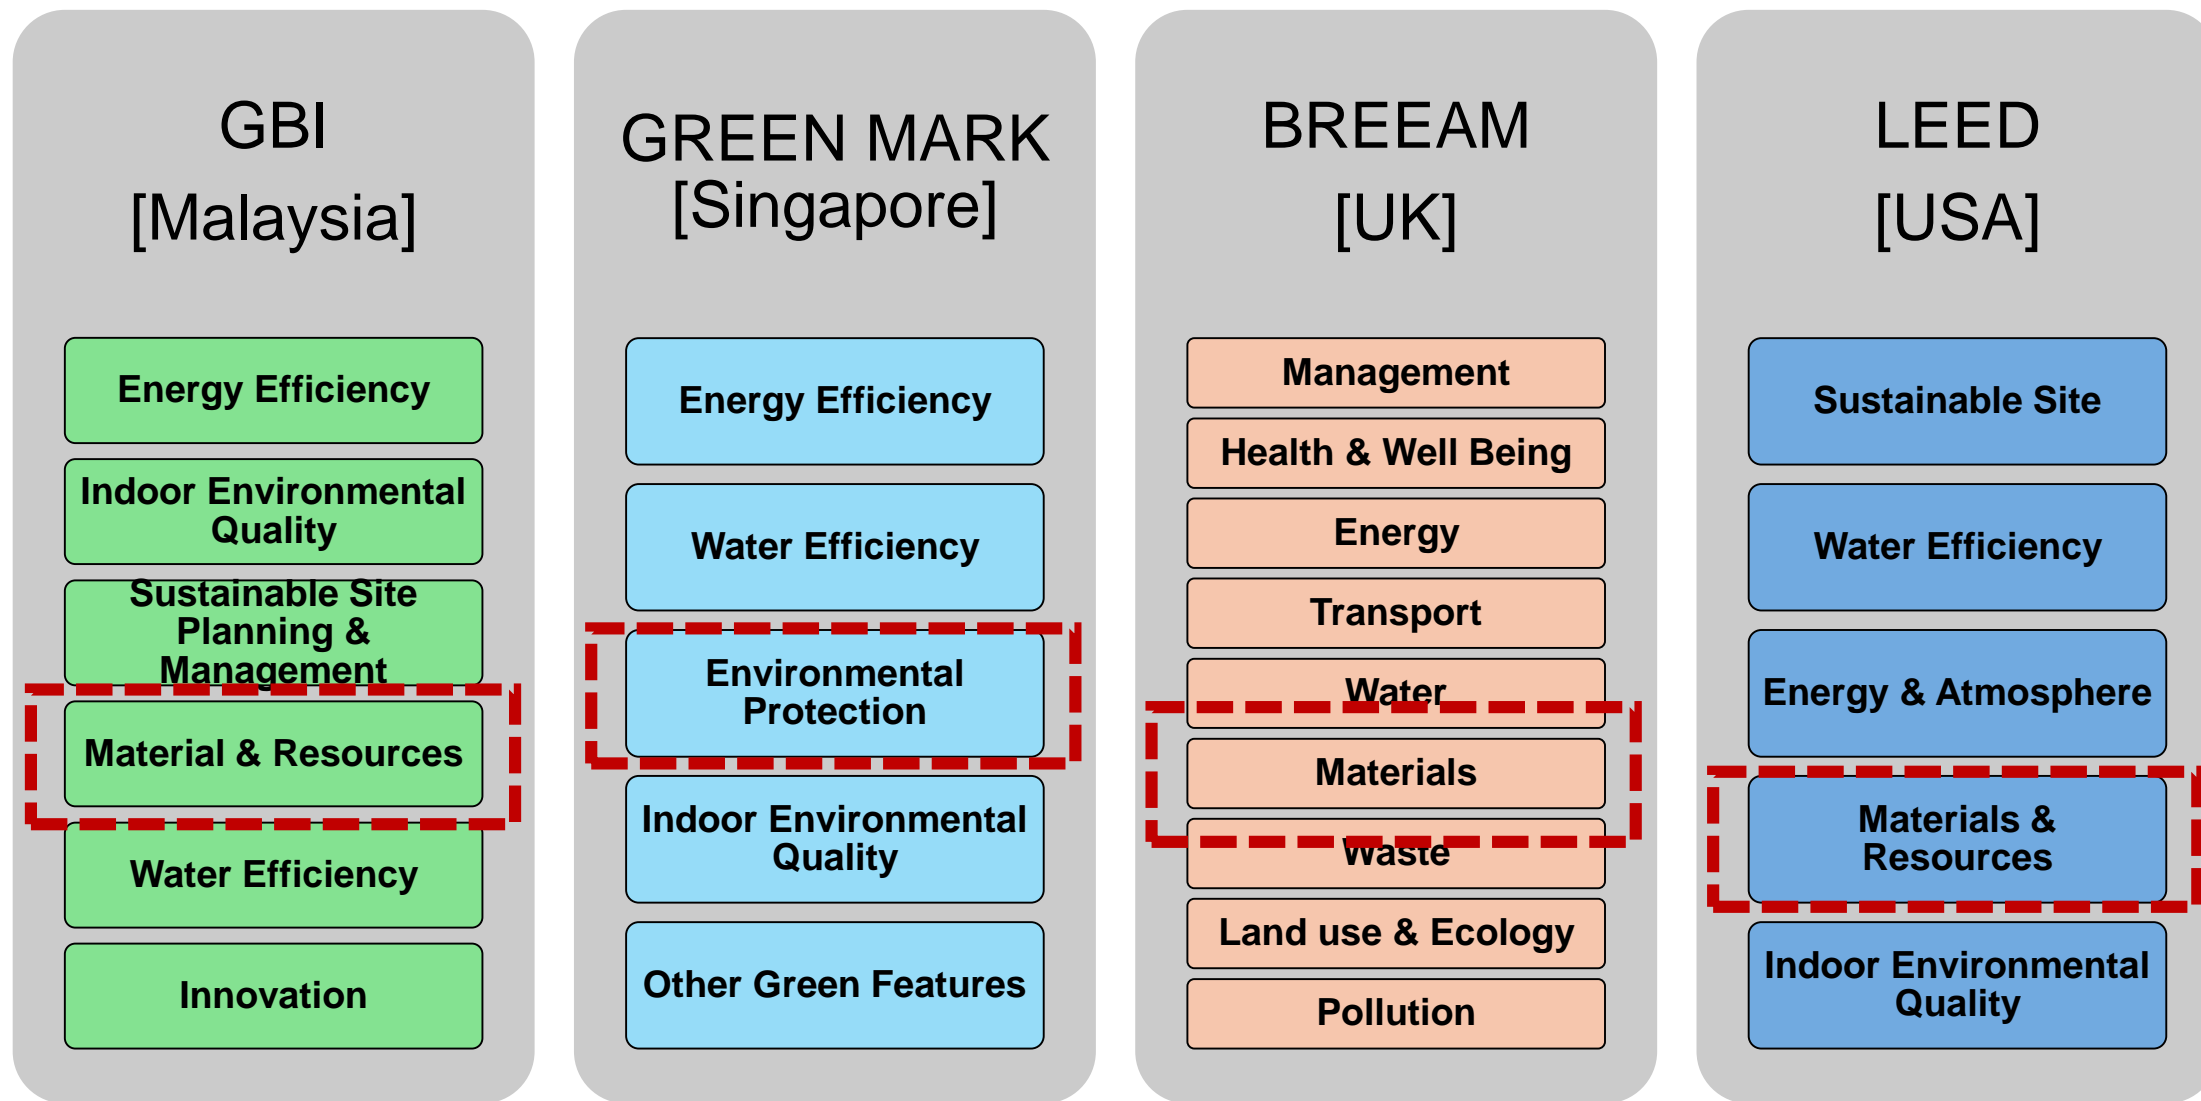 GBI
[Malaysia]
Energy Efficiency
Indoor Environmental
Quality
Sustainable Site
Planning &
Management
Material & Resources
Water Efficiency
Innovation
GREEN MARK
[Singapore]
Energy Efficiency
Water Efficiency
Environmental
Protection
Indoor Environmental
Quality
Other Green Features
BREEAM
[UK]
Management
Health & Well Being
Energy
Transport
Water
Materials
Waste
Land use & Ecology
Pollution
LEED
[USA]
Sustainable Site
Water Efficiency
Energy & Atmosphere
Materials &
Resources
Indoor Environmental
Quality